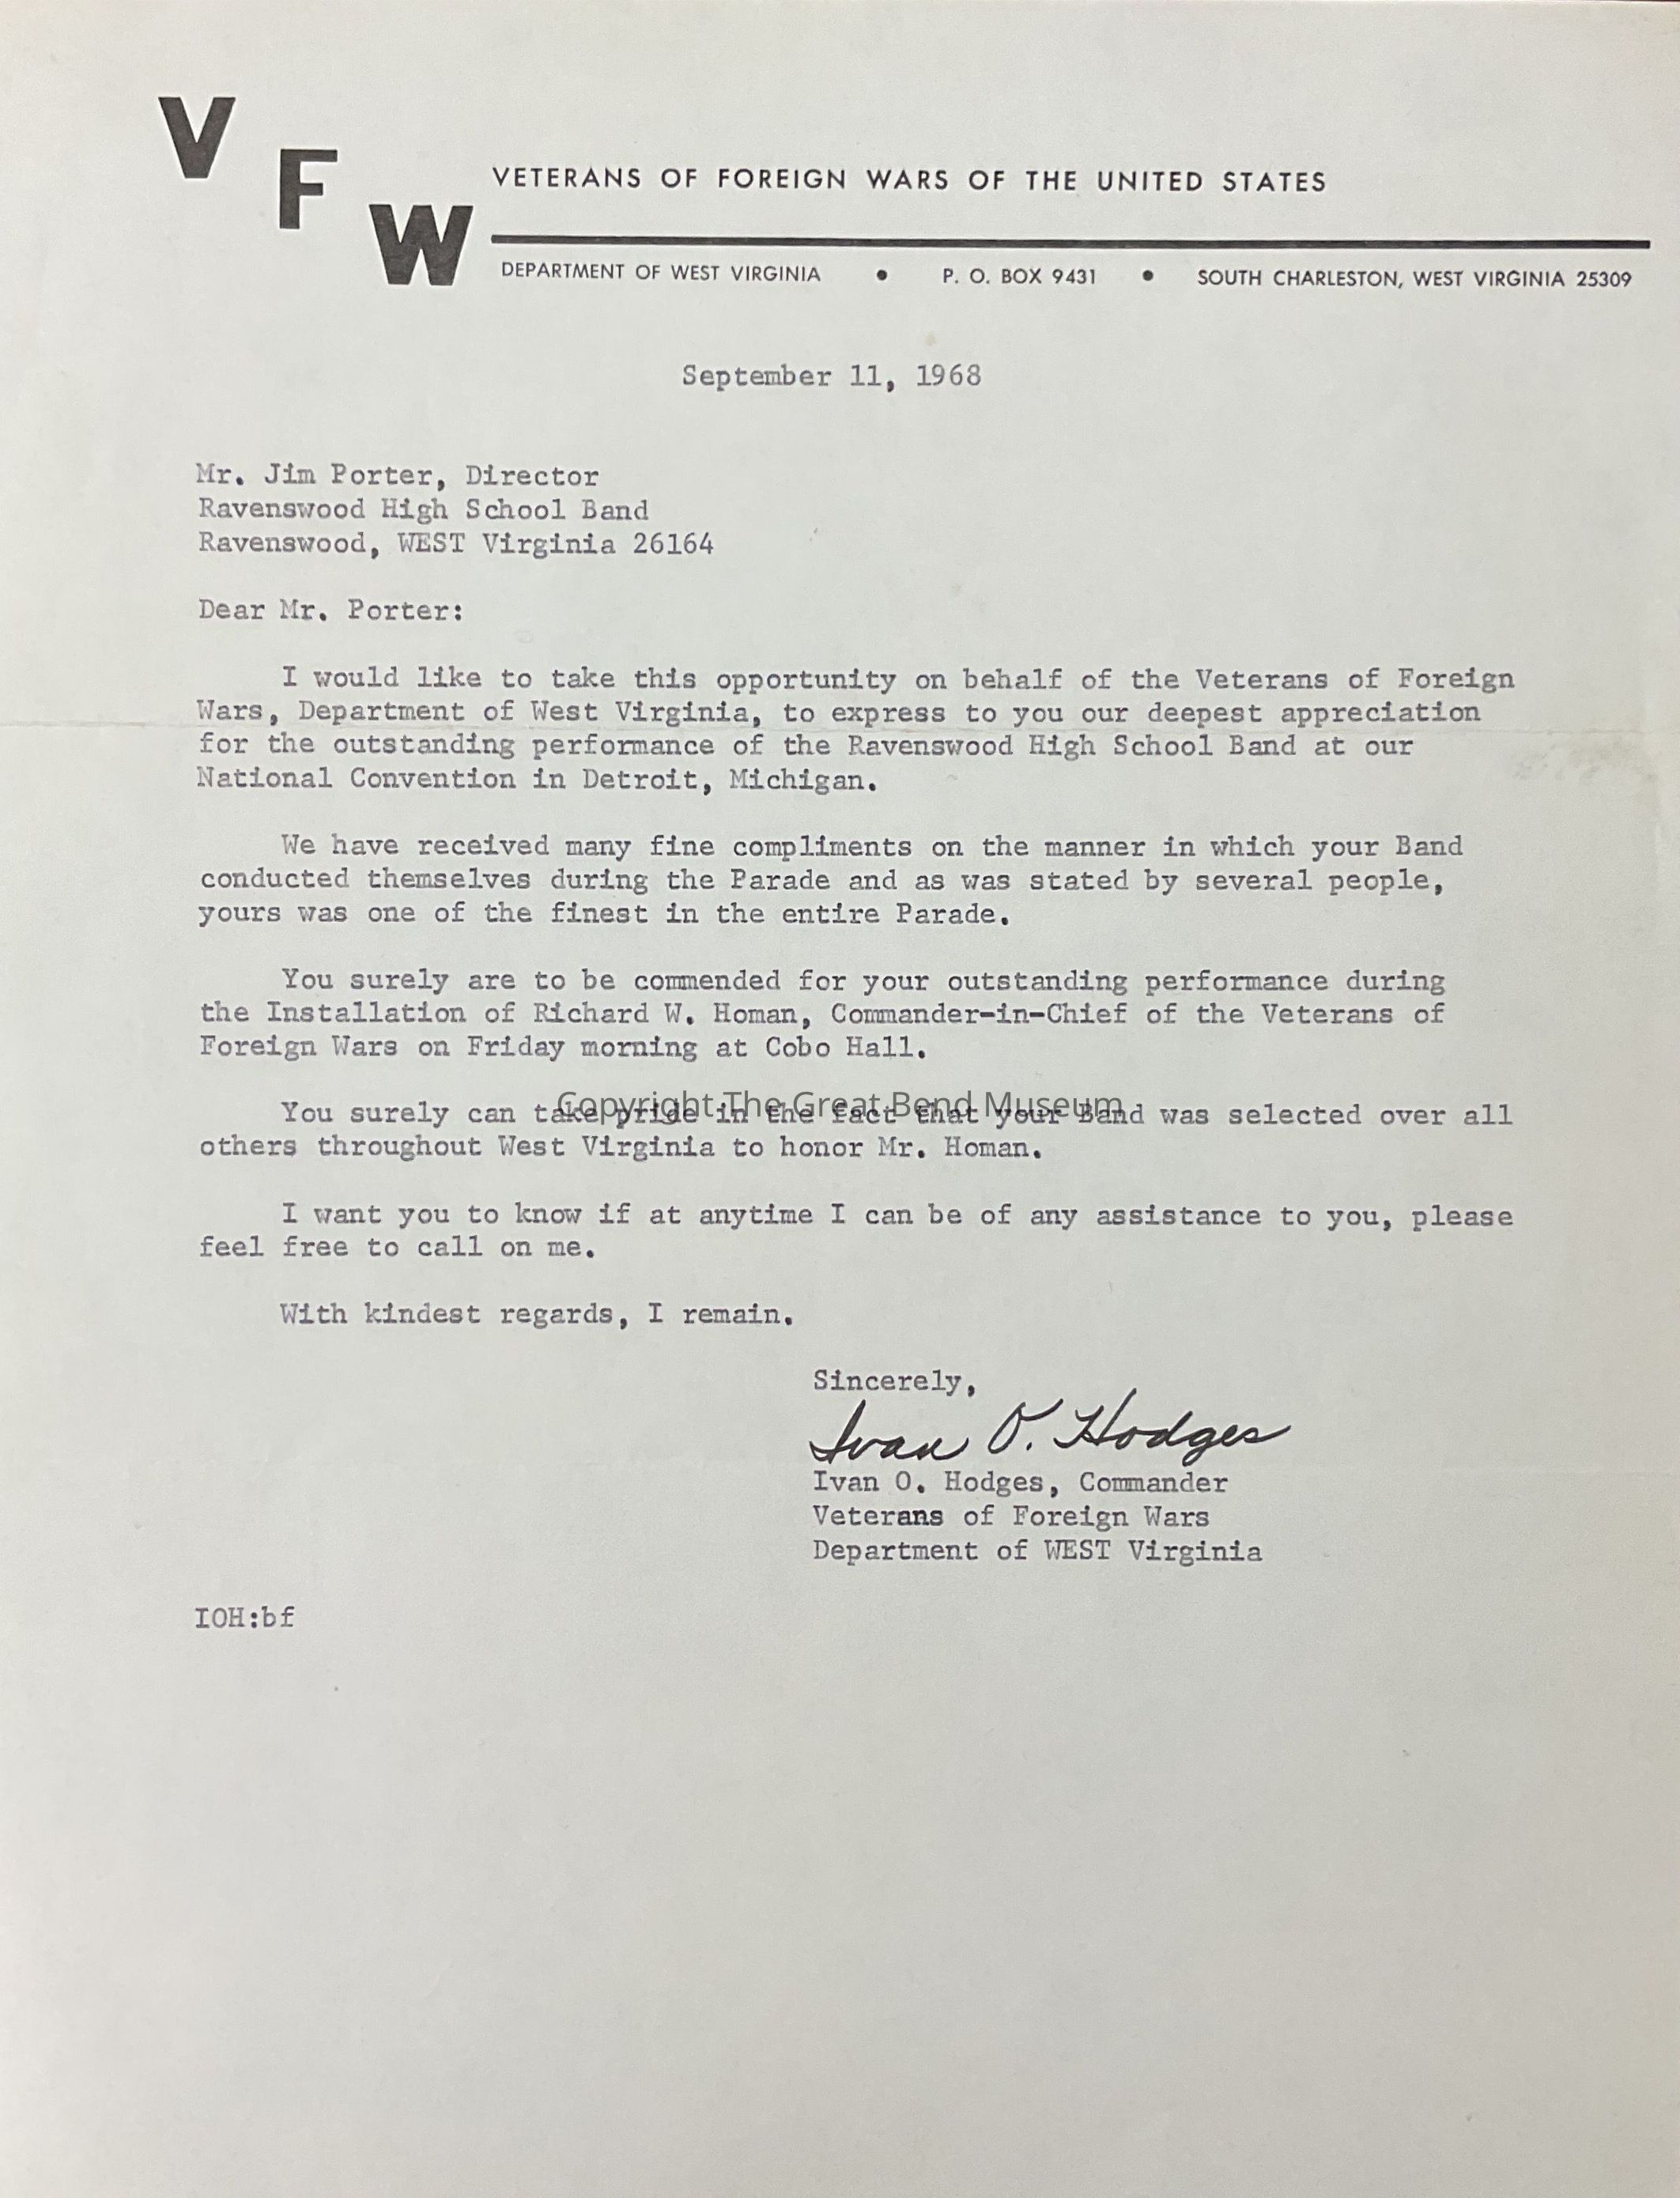 V F W
VETERANS OF FOREIGN WARS OF THE UNITED STATES
DEPARTMENT OF WEST VIRGINIA • P. O. BOX 9431 • SOUTH CHARLESTON, WEST VIRGINIA 25309
September 11, 1968
Mr. Jim Porter, Director
Ravenswood High School Band
Ravenswood, WEST Virginia 26164
Dear Mr. Porter:
I would like to take this opportunity on behalf of the Veterans of Foreign
Wars, Department of West Virginia, to express to you our deepest appreciation
for the outstanding performance of the Ravenswood High School Band at our
National Convention in Detroit, Michigan.
We have received many fine compliments on the manner in which your Band
conducted themselves during the Parade and as was stated by several people,
yours was one of the finest in the entire Parade.
You surely are to be commended for your outstanding performance during
the Installation of Richard W. Homan, Commander-in-Chief of the Veterans of
Foreign Wars on Friday morning at Cobo Hall.
Copyright The Great Bend Museum
You surely can take pride in the fact that your Band was selected over all
others throughout West Virginia to honor Mr. Homan.
I want you to know if at anytime I can be of any assistance to you, please
feel free to call on me.
With kindest regards, I remain.
Sincerely,
Ivan O. Hodges
Ivan O. Hodges, Commander
Veterans of Foreign Wars
Department of WEST Virginia
IOH:bf